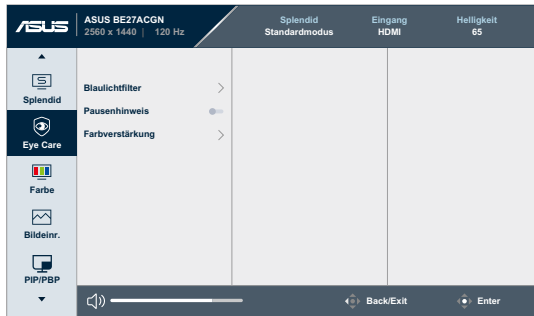 ASUS
ASUS BE27ACGN
2560 x 1440 | 120 Hz
Splendid
Standardmodus
Eingang
HDMI
Helligkeit
65
Splendid
Eye Care
Farbe
Bildeinr.
PIP/PBP
Blaulichtfilter
Pausenhinweis
Farbverstärkung
Back/Exit
Enter